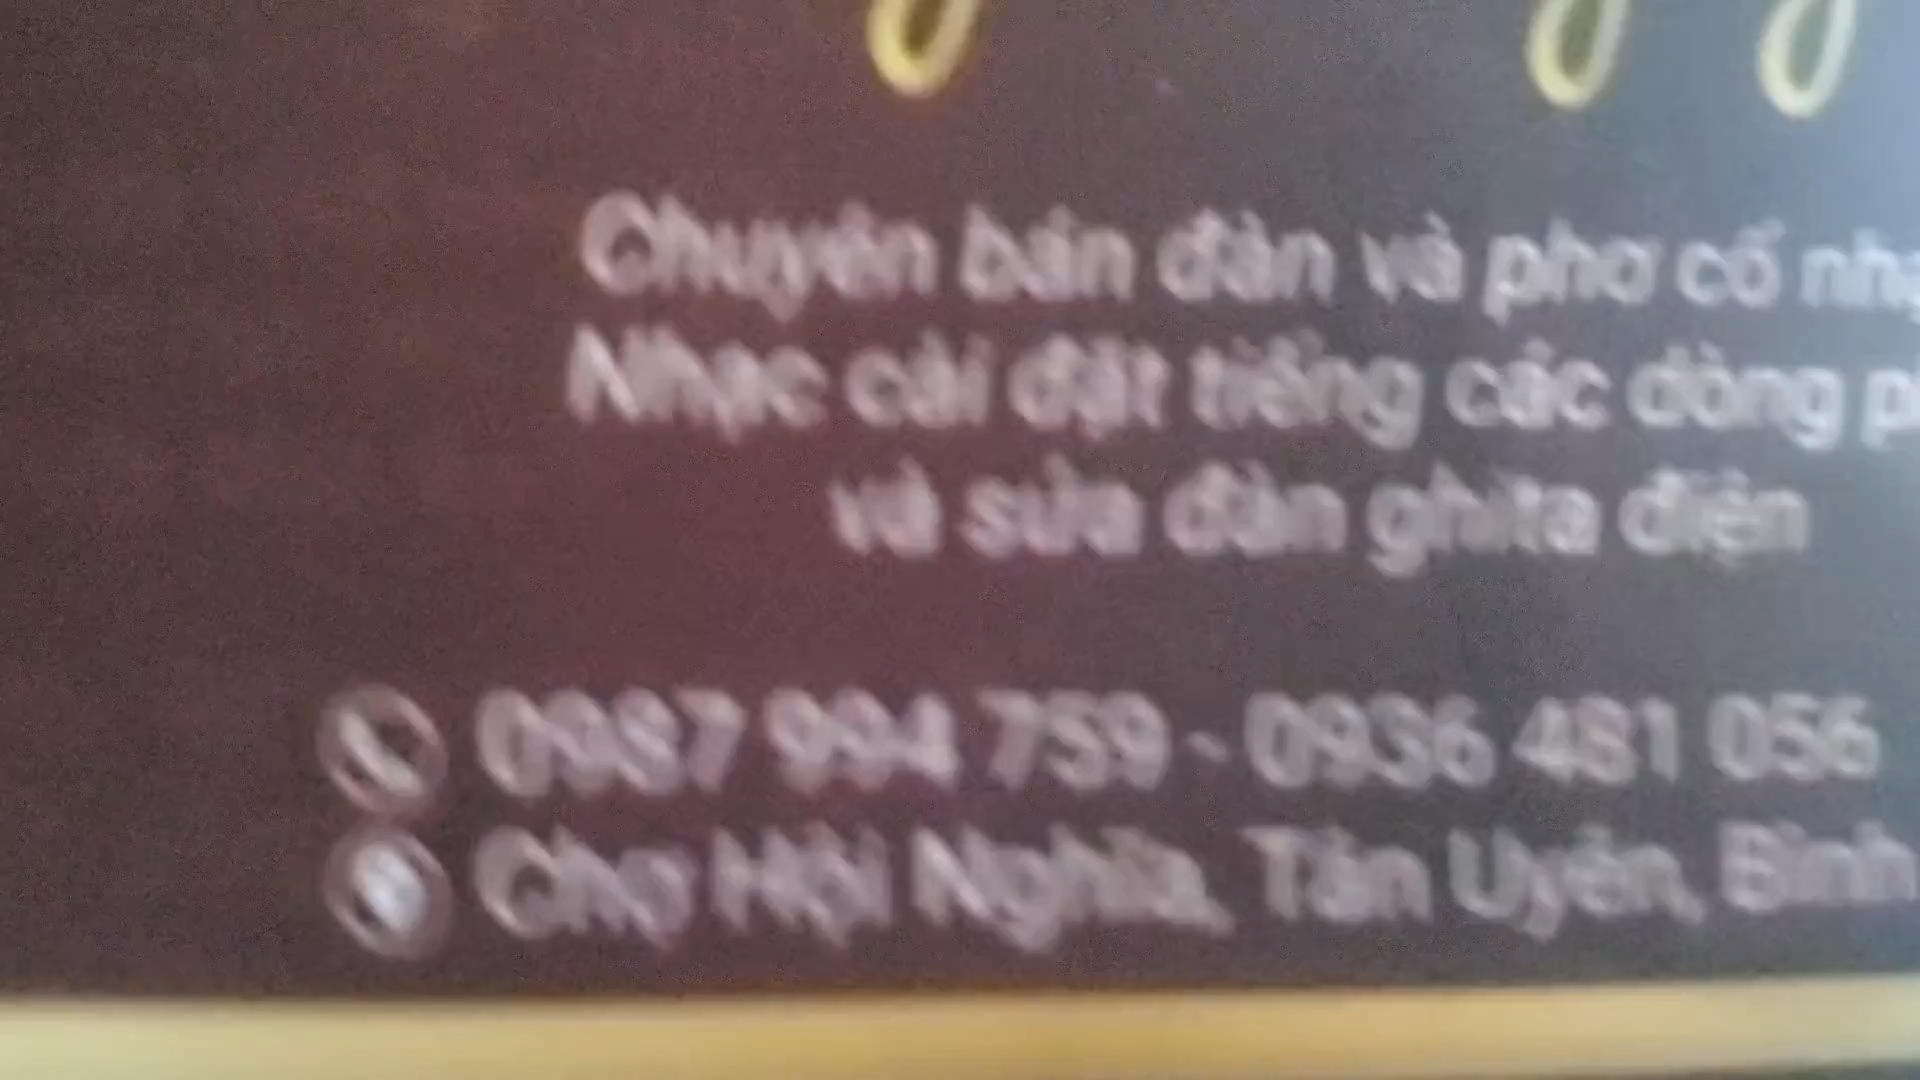 Chuyên bán đàn và phơ cổ
Nhạc cài đặt tiếng các dòng
và sửa đàn ghita điện
0987 994 759 - 0936 481 056
Chợ Hội Nghĩa, Tân Uyên, Bình